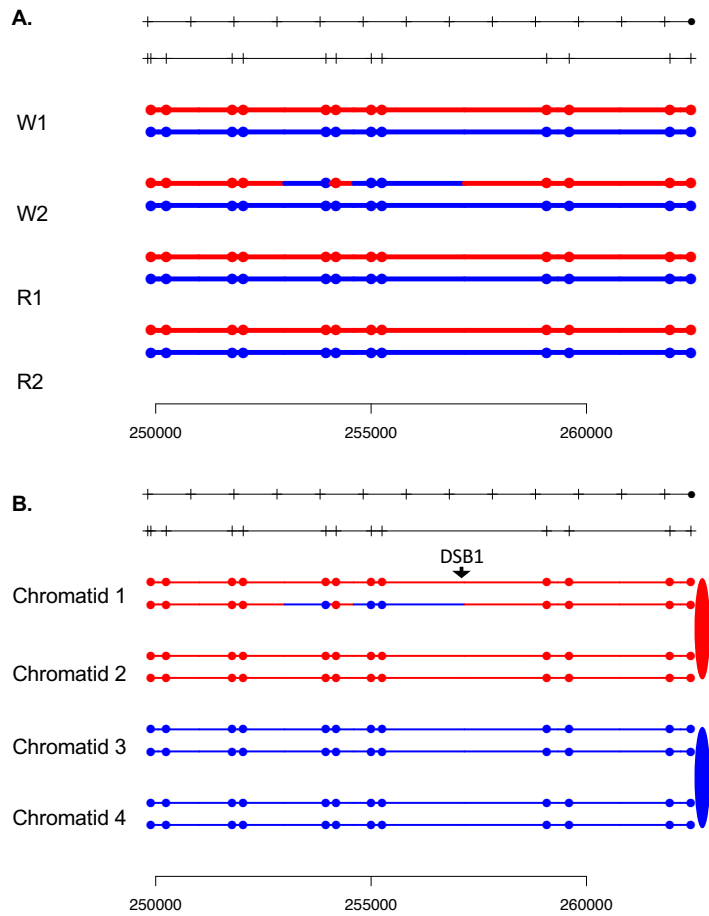 A.
W1
W2
R1
R2
250000 255000 260000
B.
DSB1
Chromatid 1
Chromatid 2
Chromatid 3
Chromatid 4
250000 255000 260000